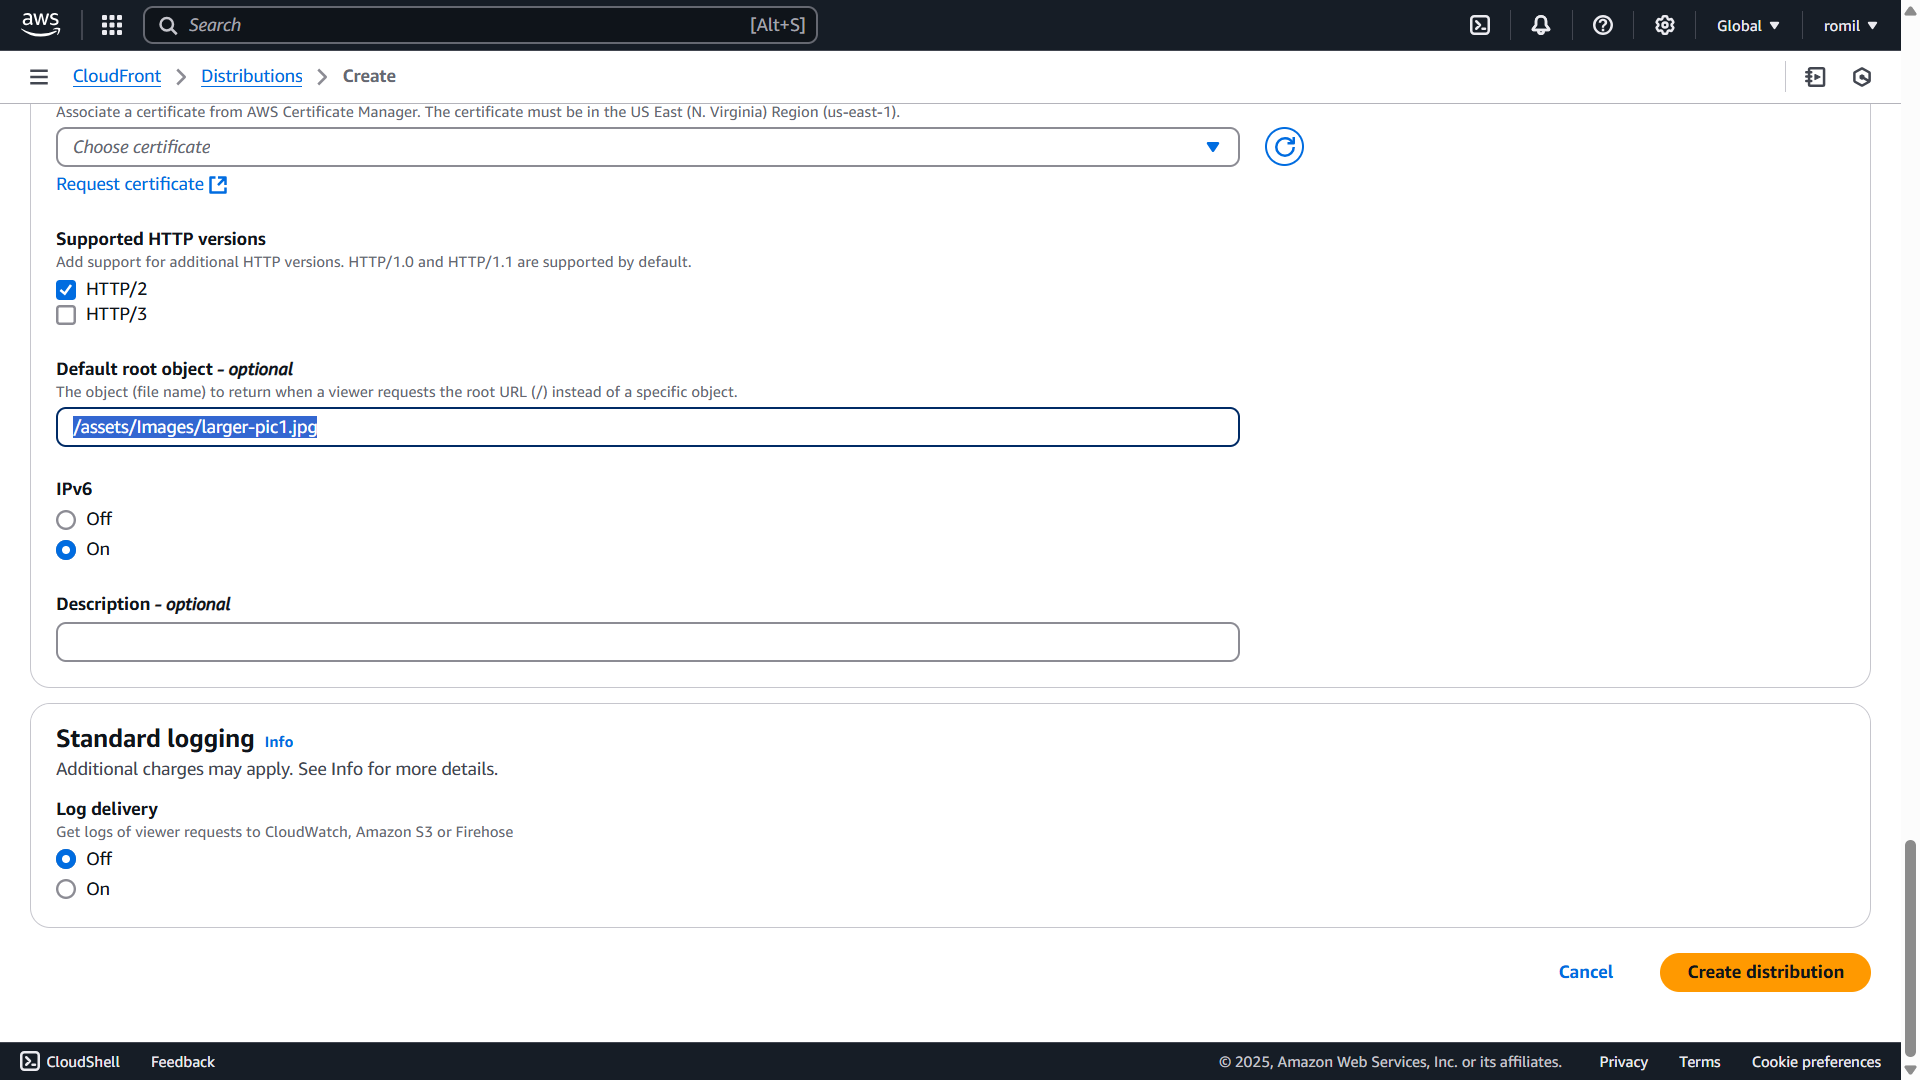 aws
Search [Alt+S]
Global
romil
CloudFront
Distributions
Create
Associate a certificate from AWS Certificate Manager. The certificate must be in the US East (N. Virginia) Region (us-east-1).
Choose certificate
Request certificate
Supported HTTP versions
Add support for additional HTTP versions. HTTP/1.0 and HTTP/1.1 are supported by default.
HTTP/2
HTTP/3
Default root object - optional
The object (file name) to return when a viewer requests the root URL (/) instead of a specific object.
/assets/Images/larger-pic1.jpg
IPv6
Off
On
Description - optional
Standard logging Info
Additional charges may apply. See Info for more details.
Log delivery
Get logs of viewer requests to CloudWatch, Amazon S3 or Firehose
Off
On
Cancel
Create distribution
CloudShell
Feedback
© 2025, Amazon Web Services, Inc. or its affiliates.
Privacy
Terms
Cookie preferences